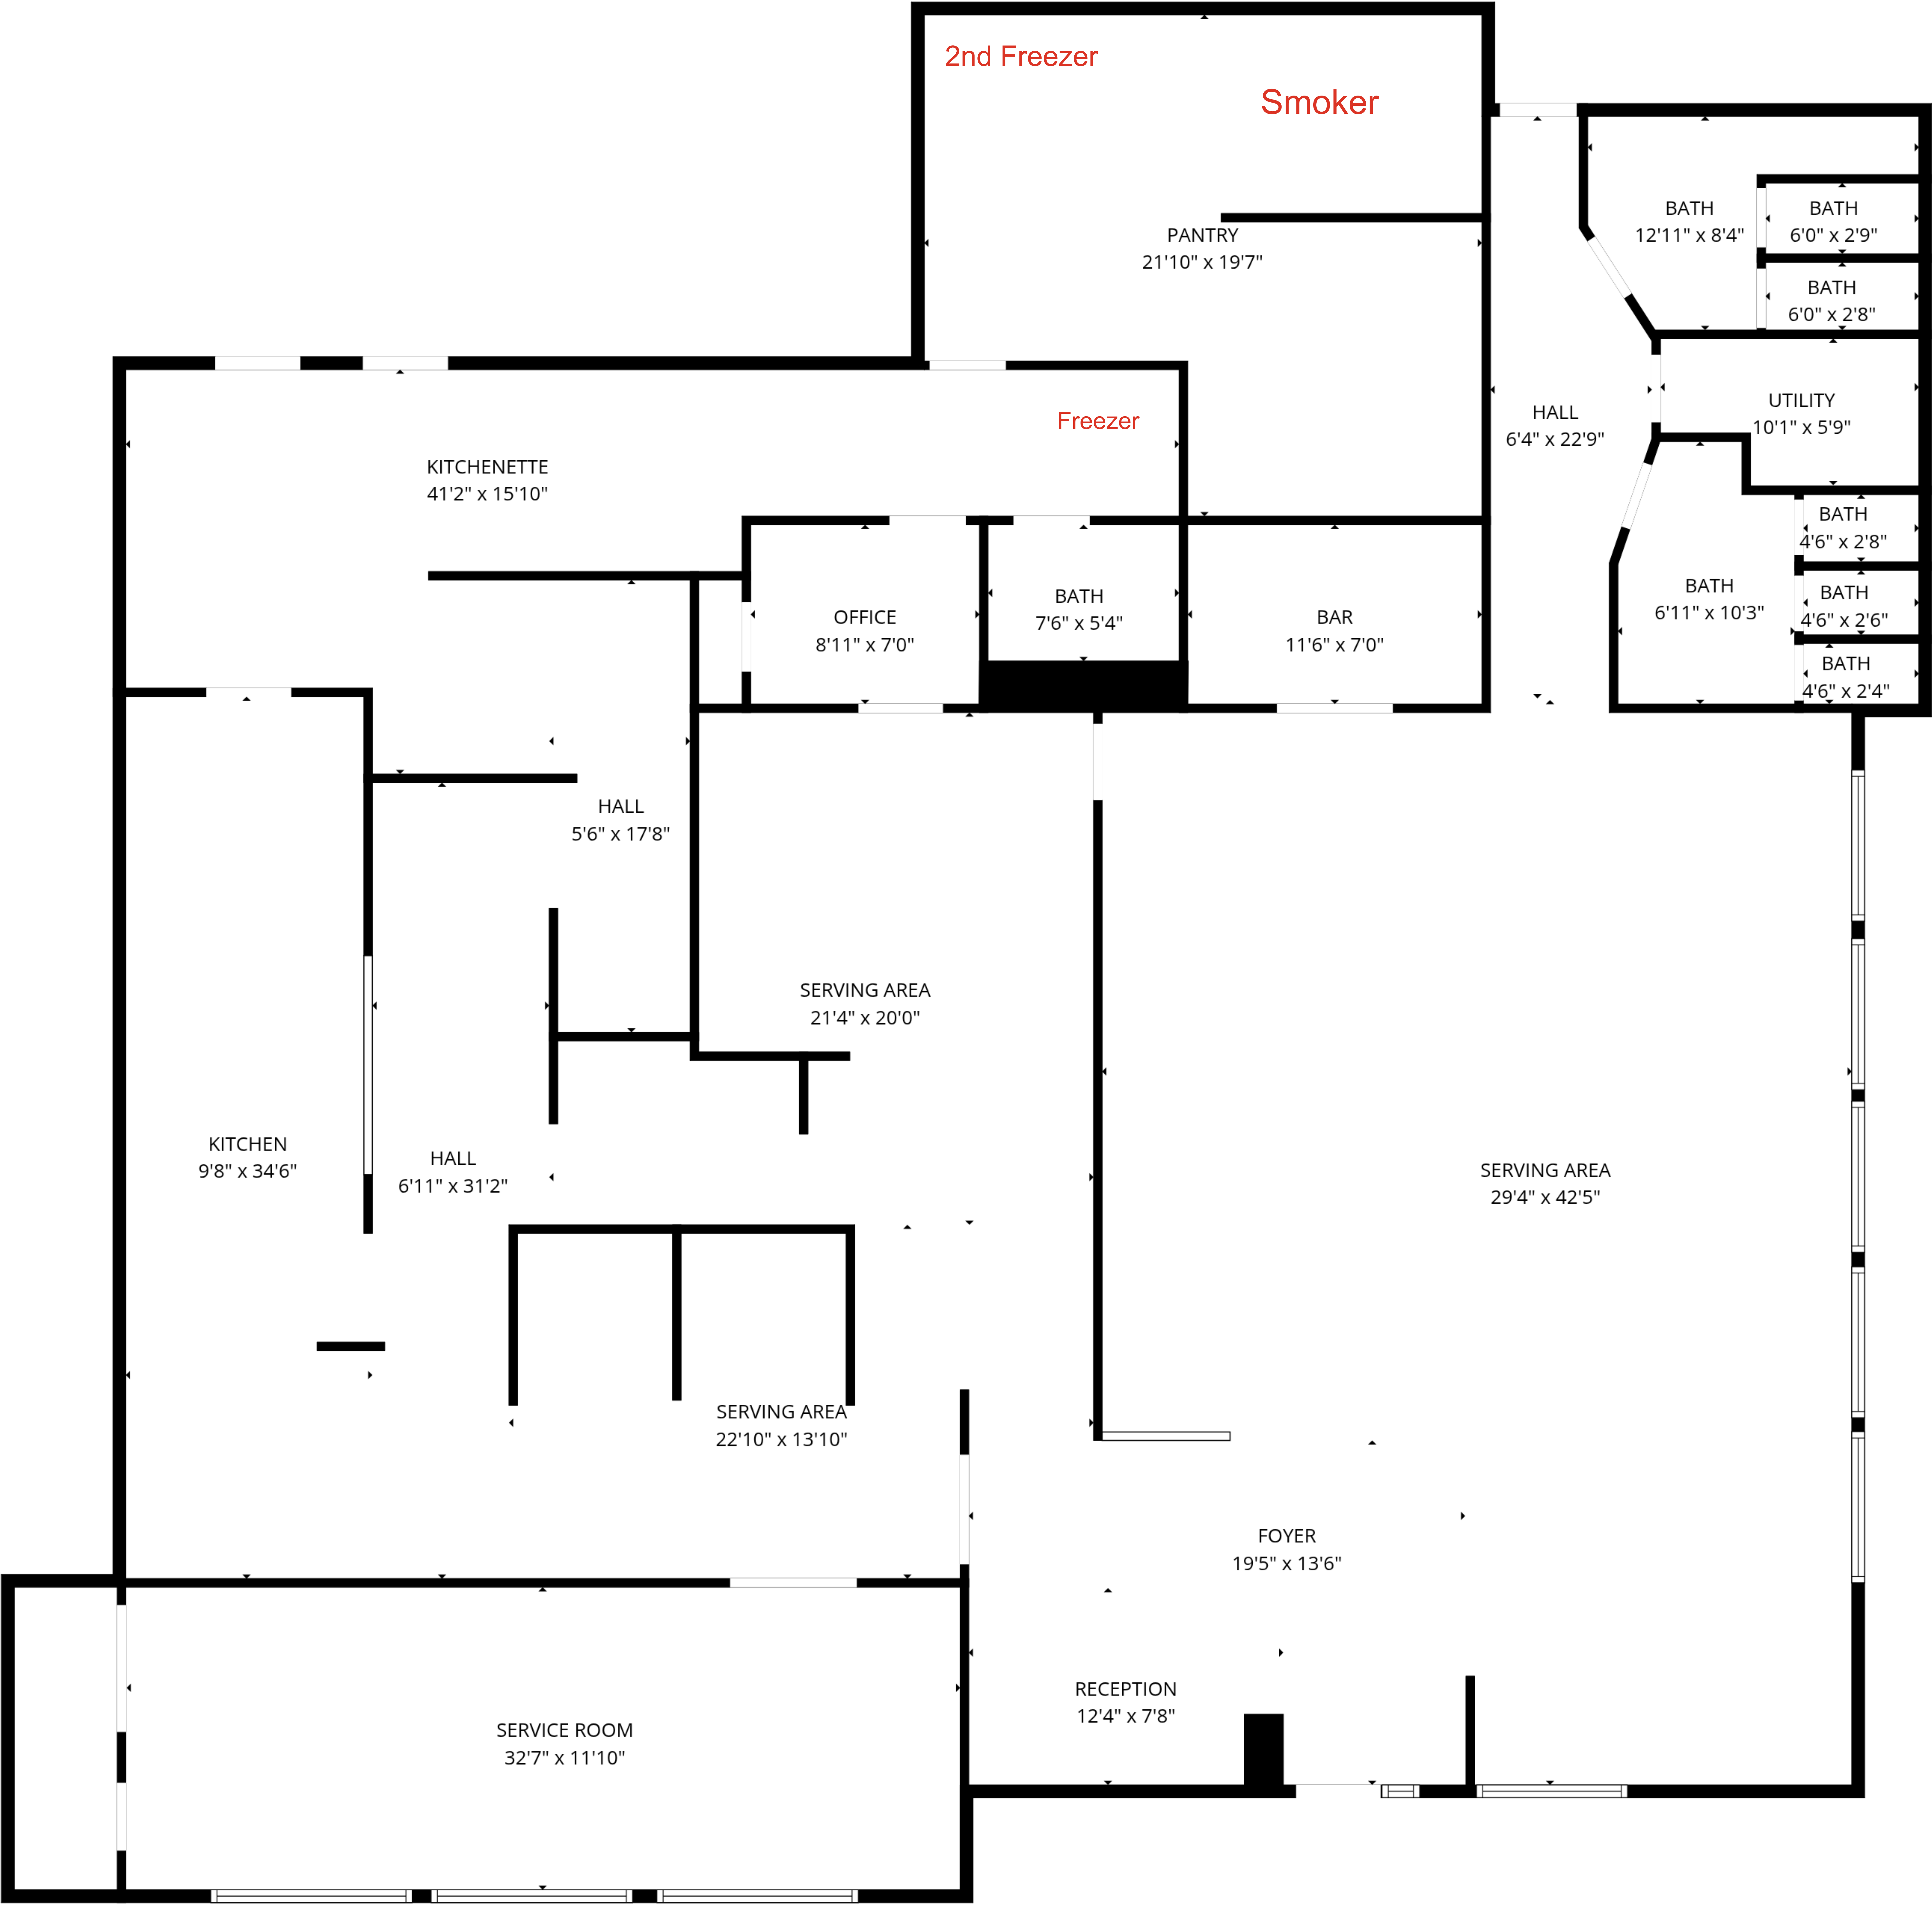 2nd Freezer
Smoker
PANTRY
21'10" x 19'7"
BATH
12'11" x 8'4"
BATH
6'0" x 2'9"
BATH
6'0" x 2'8"
UTILITY
10'1" x 5'9"
HALL
6'4" x 22'9"
Freezer
KITCHENETTE
41'2" x 15'10"
BATH
4'6" x 2'8"
BATH
4'6" x 2'6"
BATH
4'6" x 2'4"
BATH
6'11" x 10'3"
OFFICE
8'11" x 7'0"
BATH
7'6" x 5'4"
BAR
11'6" x 7'0"
HALL
5'6" x 17'8"
SERVING AREA
21'4" x 20'0"
KITCHEN
9'8" x 34'6"
HALL
6'11" x 31'2"
SERVING AREA
29'4" x 42'5"
SERVING AREA
22'10" x 13'10"
FOYER
19'5" x 13'6"
RECEPTION
12'4" x 7'8"
SERVICE ROOM
32'7" x 11'10"